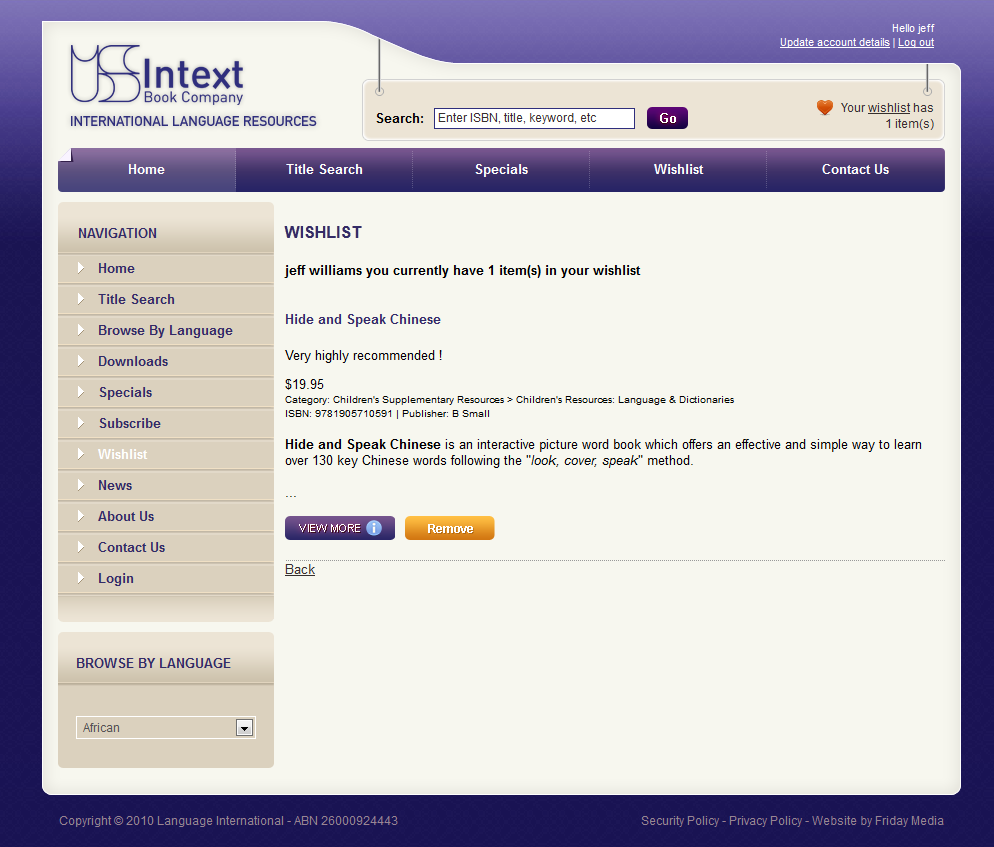 Hello jeff
Update account details | Log out
Intext
Book Company
INTERNATIONAL LANGUAGE RESOURCES
Search: Enter ISBN, title, keyword, etc Go
Your wishlist has
1 item(s)
Home Title Search Specials Wishlist Contact Us
NAVIGATION
Home
Title Search
Browse By Language
Downloads
Specials
Subscribe
Wishlist
News
About Us
Contact Us
Login
BROWSE BY LANGUAGE
African
WISHLIST
jeff williams you currently have 1 item(s) in your wishlist
Hide and Speak Chinese
Very highly recommended !
$19.95
Category: Children's Supplementary Resources > Children's Resources: Language & Dictionaries
ISBN: 9781905710591 | Publisher: B Small
Hide and Speak Chinese is an interactive picture word book which offers an effective and simple way to learn
over 130 key Chinese words following the "look, cover, speak" method.
...
VIEW MORE i Remove
Back
Copyright © 2010 Language International - ABN 26000924443
Security Policy - Privacy Policy - Website by Friday Media